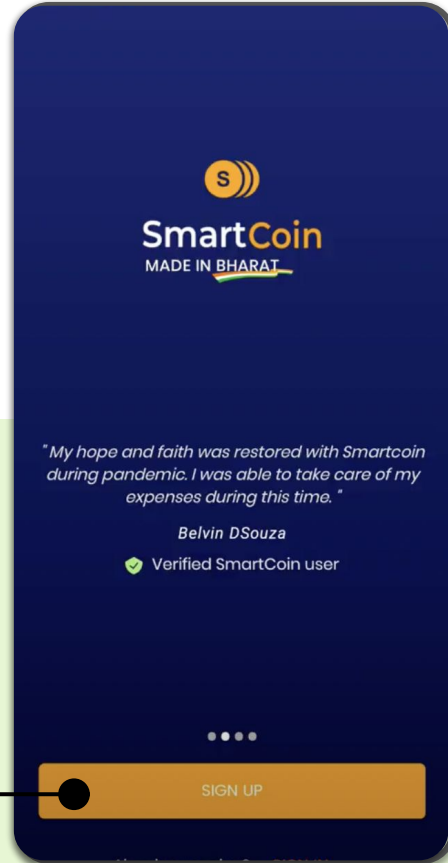 S
SmartCoin
MADE IN BHARAT
"My hope and faith was restored with Smartcoin
during pandemic. I was able to take care of my
expenses during this time. "
Belvin DSouza
Verified SmartCoin user
SIGN UP